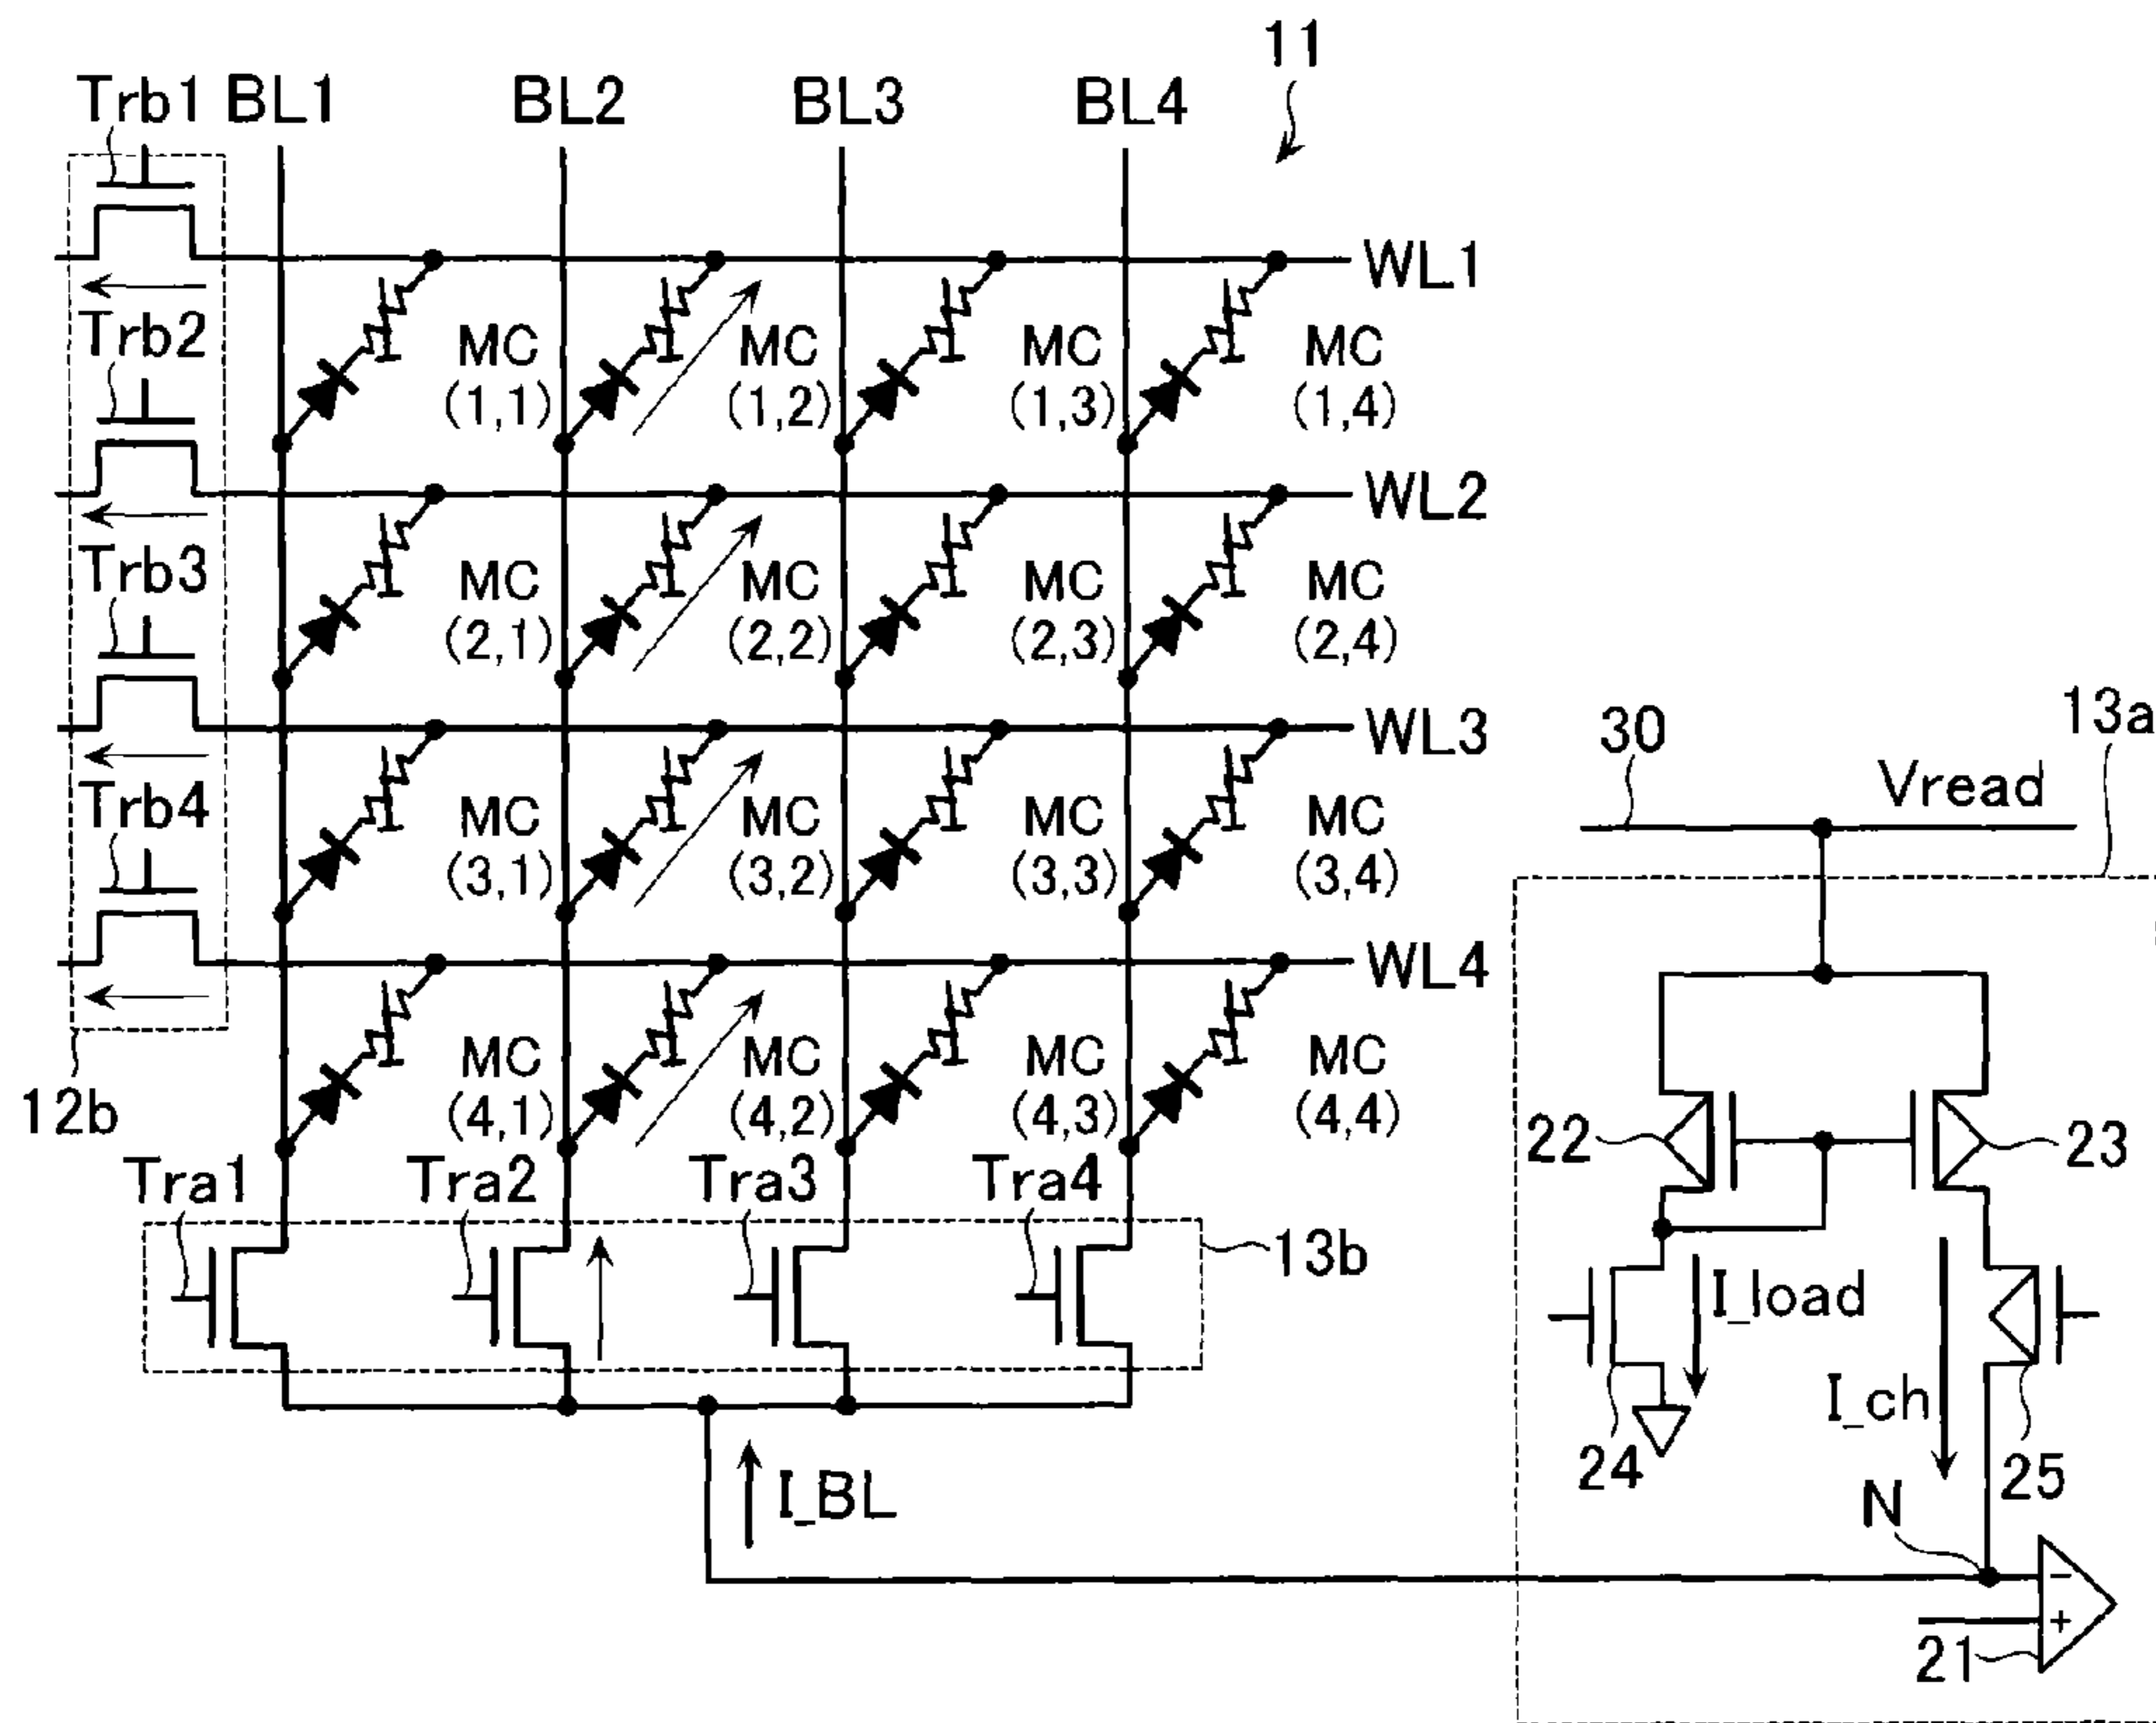 11
Trb1 BL1 BL2 BL3 BL4
WL1
Trb2
MC MC MC MC
(1,1) (1,2) (1,3) (1,4)
WL2
Trb3
MC MC MC MC
(2,1) (2,2) (2,3) (2,4)
WL3
30 13a
Vread
Trb4
MC MC MC MC
(3,1) (3,2) (3,3) (3,4)
WL4
12b
MC MC MC MC
(4,1) (4,2) (4,3) (4,4)
22 23
Tra1 Tra2 Tra3 Tra4
13b
I_load
I_ch
24 25
I_BL
N
−
+
21